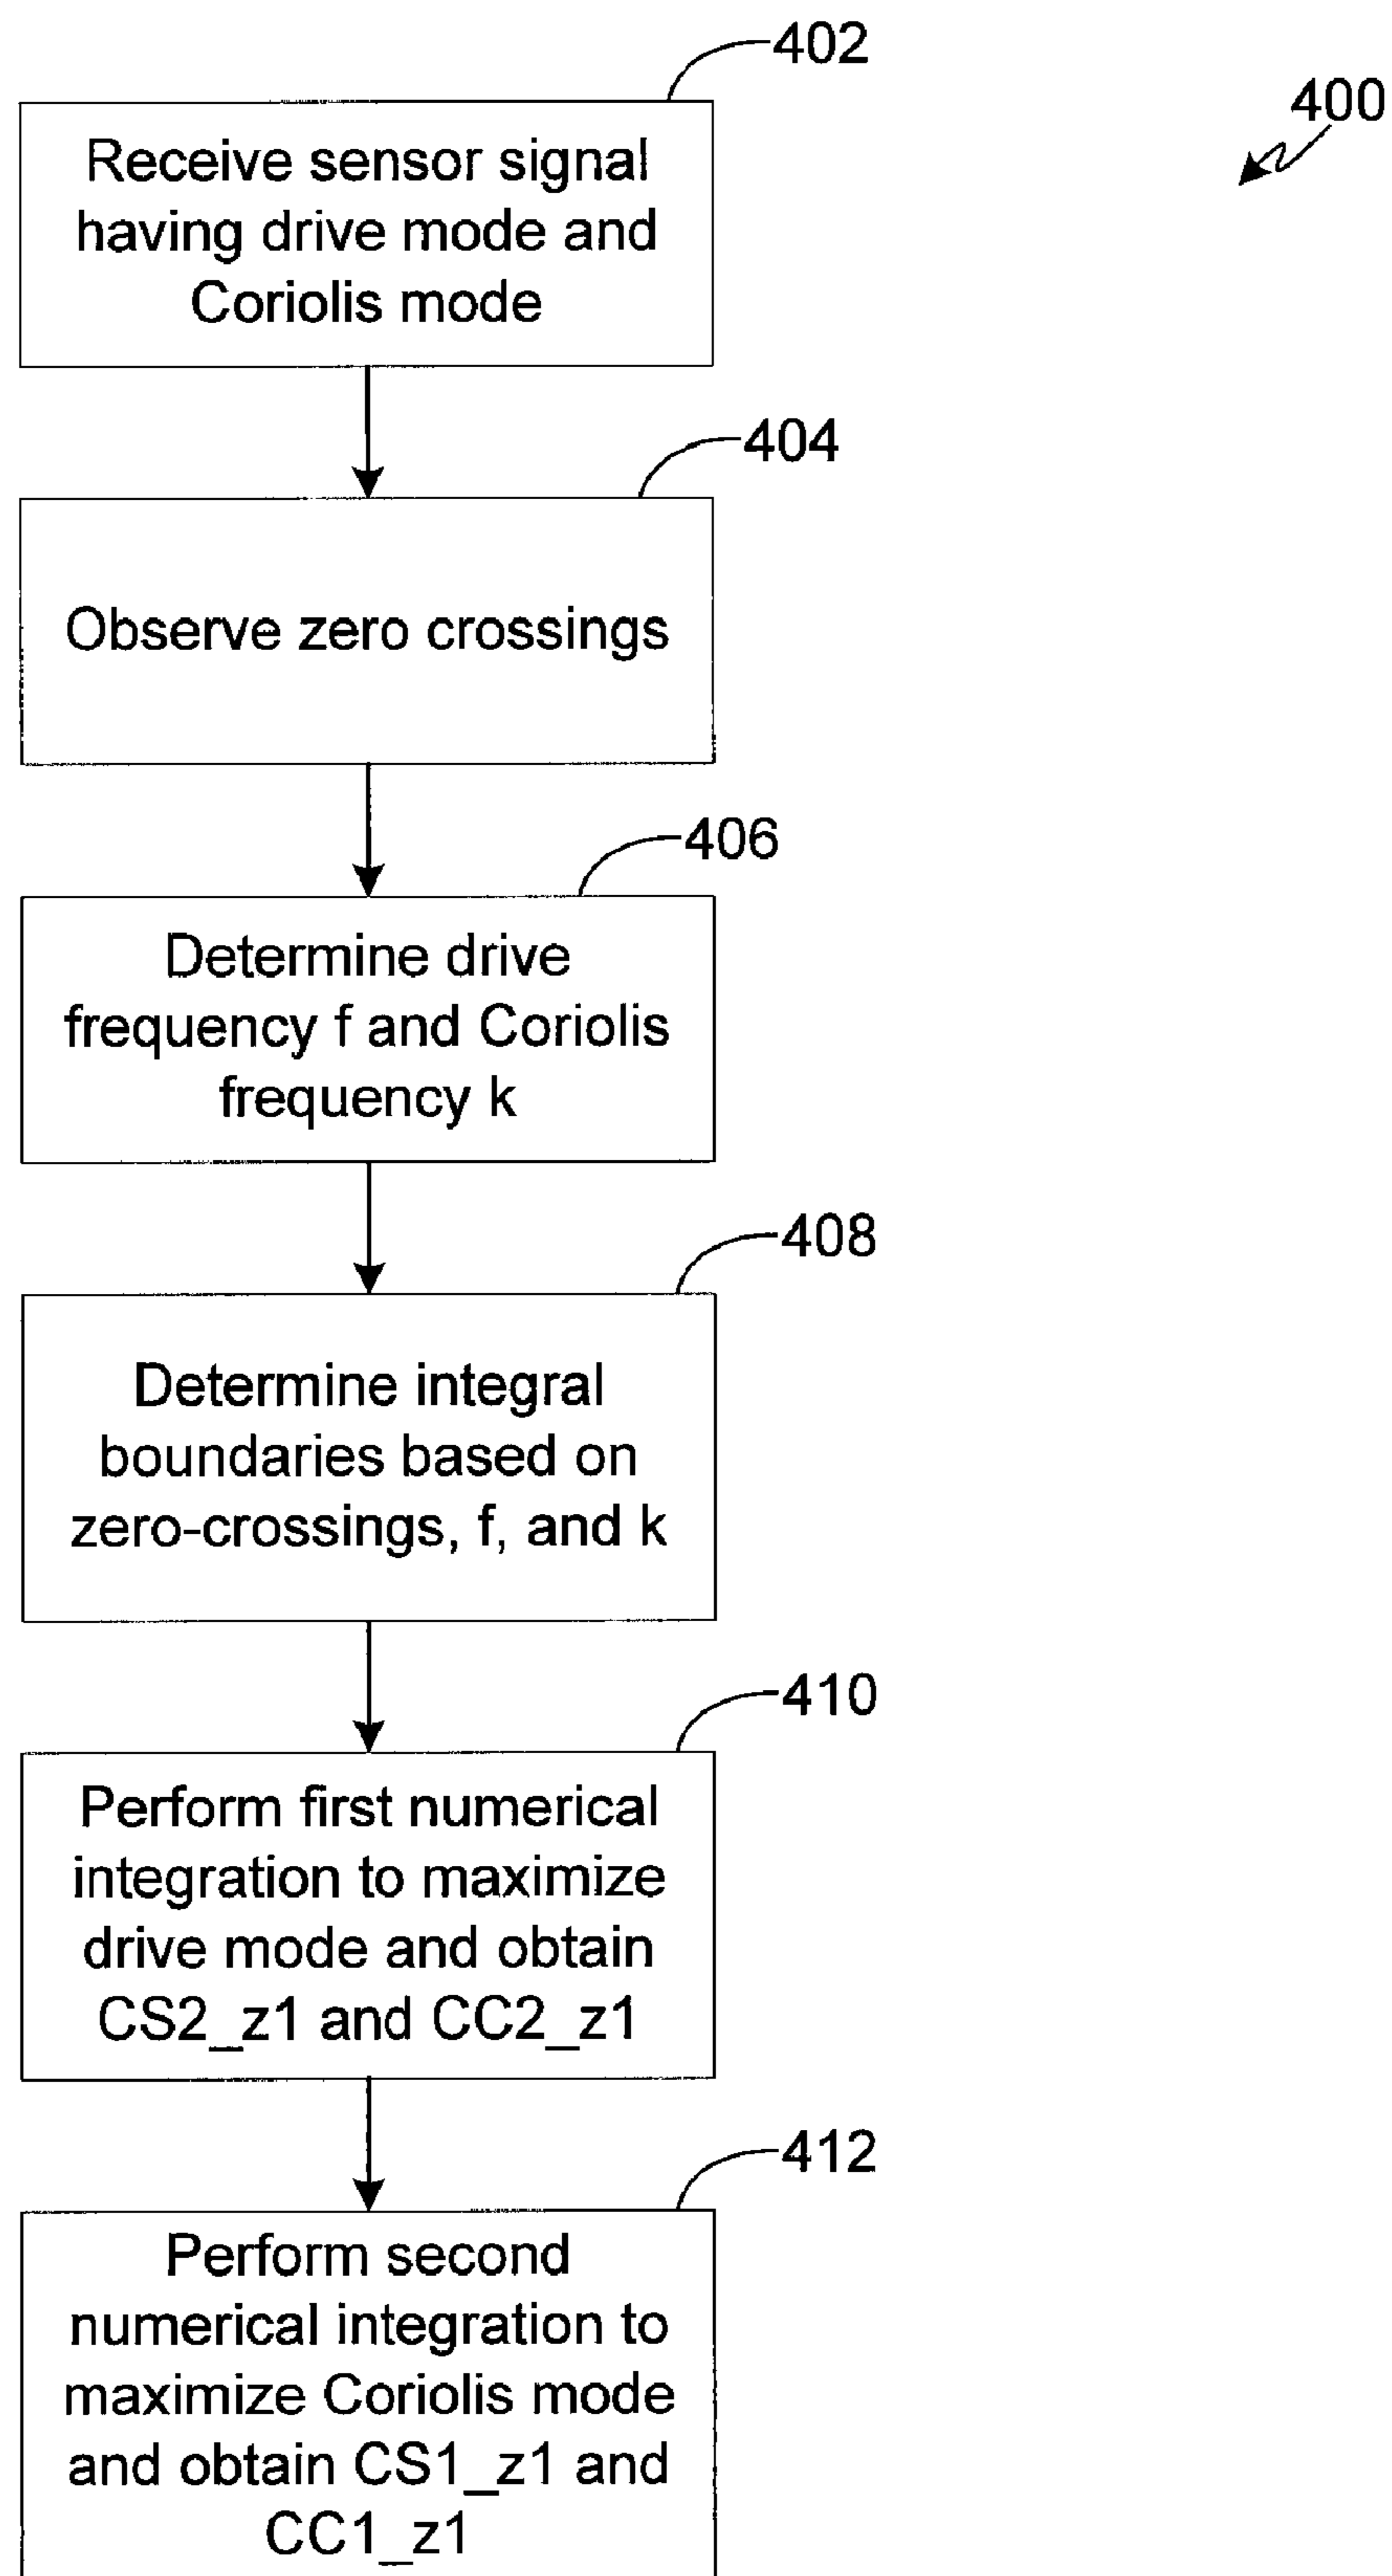 402
400
Receive sensor signal
having drive mode and
Coriolis mode
404
Observe zero crossings
406
Determine drive
frequency f and Coriolis
frequency k
408
Determine integral
boundaries based on
zero-crossings, f, and k
410
Perform first numerical
integration to maximize
drive mode and obtain
CS2_z1 and CC2_z1
412
Perform second
numerical integration to
maximize Coriolis mode
and obtain CS1_z1 and
CC1_z1